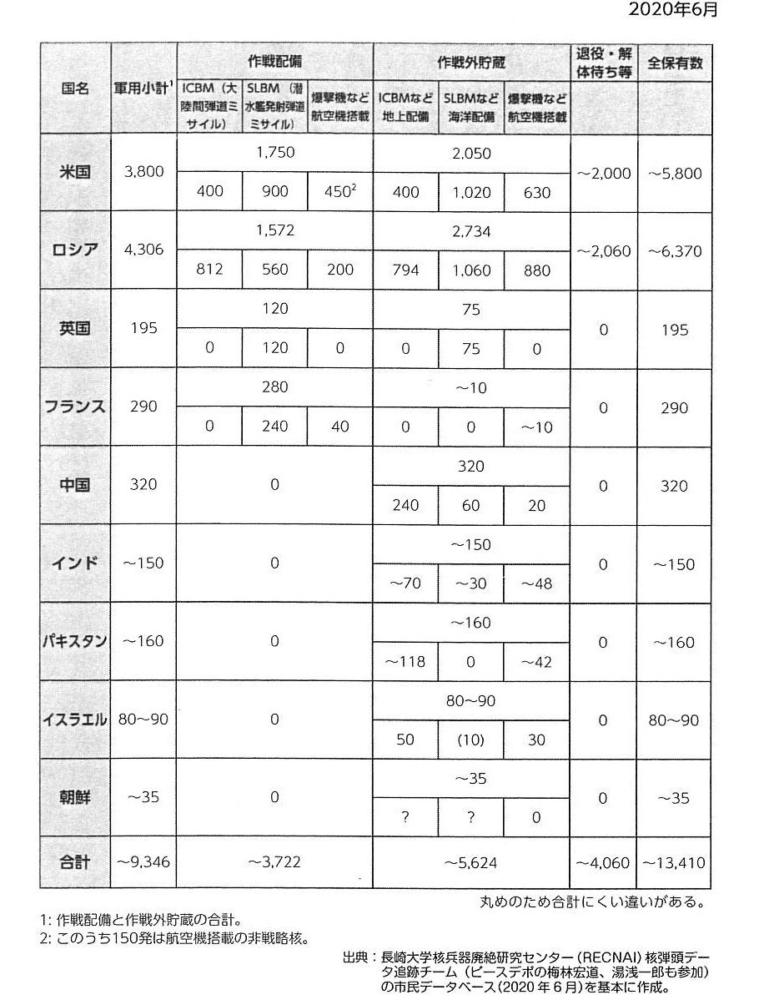 2020年6月
国名 軍用小計1 作戦配備 作戦外貯蔵 退役・解体待ち等 全保有数
ICBM（大陸間弾道ミサイル） SLBM（潜水艦発射弾道ミサイル） 爆撃機など航空機搭載 ICBMなど地上配備 SLBMなど海洋配備 爆撃機など航空機搭載
米国 3,800 1,750 2,050 〜2,000 〜5,800
400 900 450² 400 1,020 630
ロシア 4,306 1,572 2,734 〜2,060 〜6,370
812 560 200 794 1,060 880
英国 195 120 75 0 195
0 120 0 0 75 0
フランス 290 280 〜10 0 290
0 240 40 0 0 〜10
中国 320 0 320 0 320
240 60 20
インド 〜150 0 〜150 0 〜150
〜70 〜30 〜48
パキスタン 〜160 0 〜160 0 〜160
〜118 0 〜42
イスラエル 80〜90 0 80〜90 0 80〜90
50 (10) 30
朝鮮 〜35 0 〜35 0 〜35
? ? 0
合計 〜9,346 〜3,722 〜5,624 〜4,060 〜13,410
丸めのため合計にくい違いがある。
1: 作戦配備と作戦外貯蔵の合計。
2: このうち150発は航空機搭載の非戦略核。
出典：長崎大学核兵器廃絶研究センター（RECNAI）核弾頭デー
タ追跡チーム（ピースデポの梅林宏道、湯浅一郎も参加）
の市民データベース（2020年6月）を基本に作成。